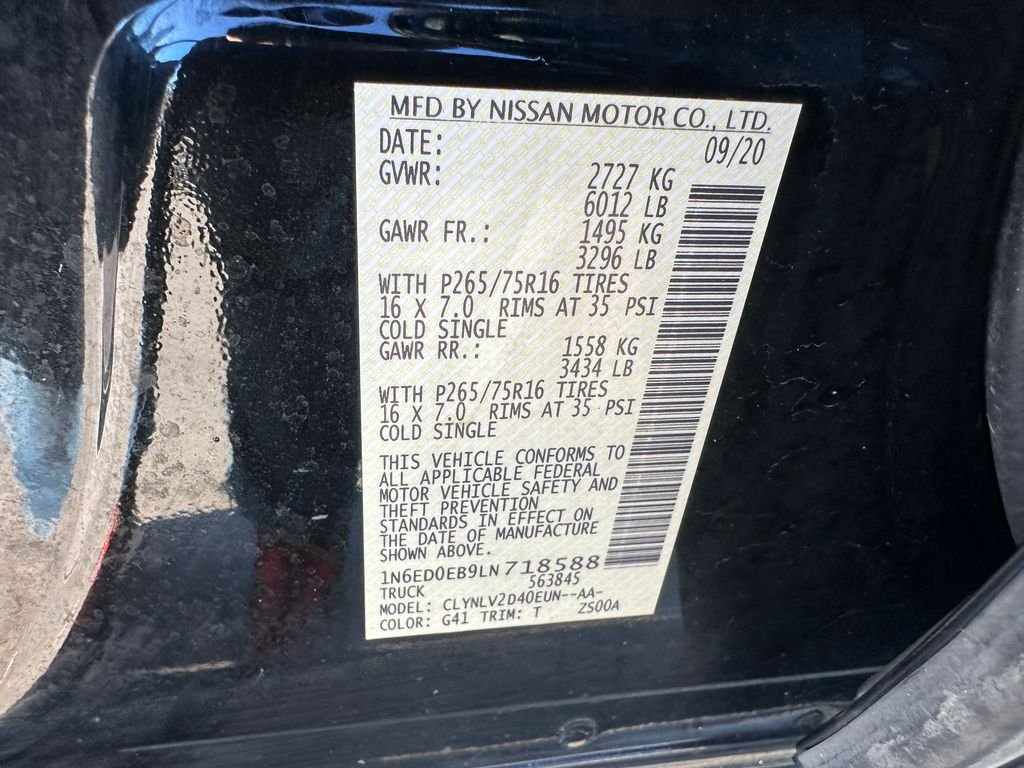 MFD BY NISSAN MOTOR CO., LTD.
DATE: 09/20
GVWR: 2727 KG
6012 LB
GAWR FR.: 1495 KG
3296 LB
WITH P265/75R16 TIRES
16 X 7.0 RIMS AT 35 PSI
COLD SINGLE
GAWR RR.: 1558 KG
3434 LB
WITH P265/75R16 TIRES
16 X 7.0 RIMS AT 35 PSI
COLD SINGLE
THIS VEHICLE CONFORMS TO
ALL APPLICABLE FEDERAL
MOTOR VEHICLE SAFETY AND
THEFT PREVENTION
STANDARDS IN EFFECT ON
THE DATE OF MANUFACTURE
SHOWN ABOVE.
1N6ED0EB9LN 718588
TRUCK 563845
MODEL: CLYNLV2D40EUN--AA-
COLOR: G41 TRIM: T ZS00A